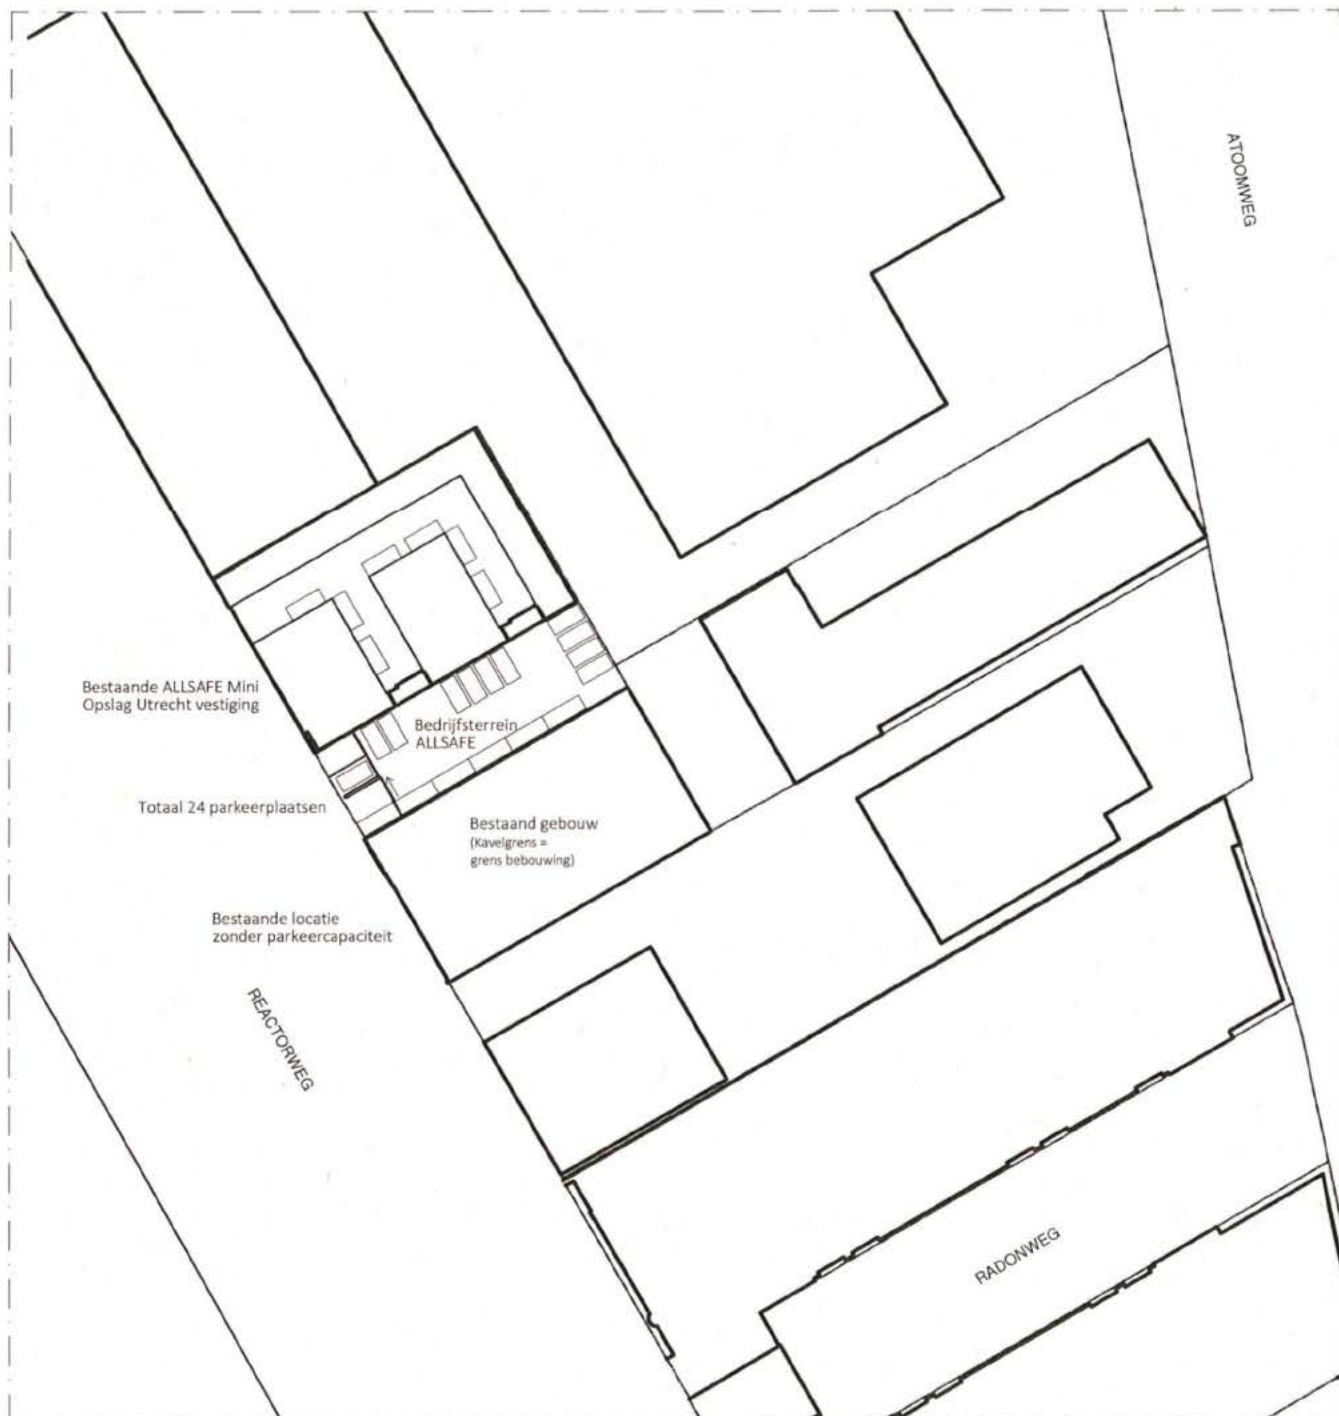 ATOOMWEG
Bestaande ALLSAFE Mini
Opslag Utrecht vestiging
Bedrijfsterrein
ALLSAFE
Totaal 24 parkeerplaatsen
Bestaand gebouw
(Kavelgrens =
grens bebouwing)
Bestaande locatie
zonder parkeercapaciteit
REACTORWEG
RADONWEG